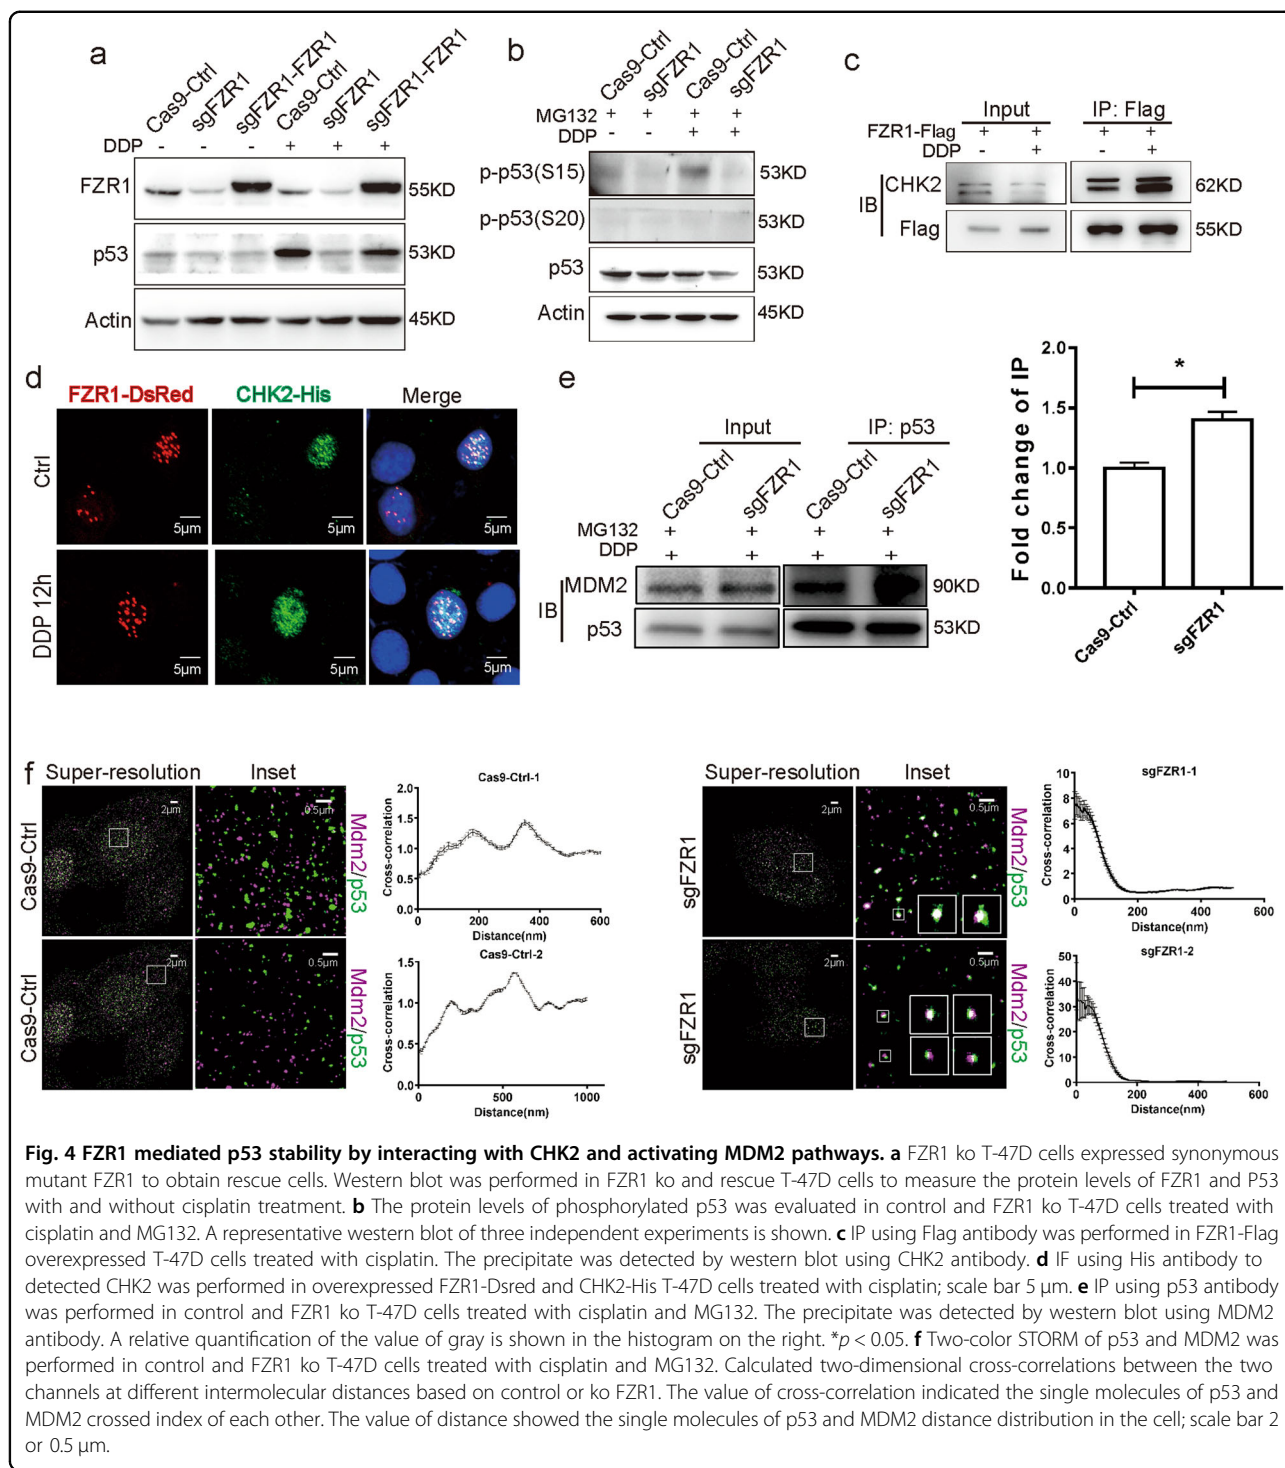 a
Cas9-Ctrl sgFZR1 sgFZR1-FZR1 Cas9-Ctrl sgFZR1 sgFZR1-FZR1
DDP - - - + + +
FZR1 55KD
p53 53KD
Actin 45KD
b
Cas9-Ctrl sgFZR1 Cas9-Ctrl sgFZR1
MG132 + + + +
DDP - - + +
p-p53(S15) 53KD
p-p53(S20) 53KD
p53 53KD
Actin 45KD
c
Input IP: Flag
FZR1-Flag + + + +
DDP - + - +
IB
CHK2 62KD
Flag 55KD
d
FZR1-DsRed CHK2-His Merge
Ctrl
5μm 5μm 5μm
DDP 12h
5μm 5μm 5μm
e
Input IP: p53
Cas9-Ctrl sgFZR1 Cas9-Ctrl sgFZR1
MG132 + + + +
DDP + + + +
IB
MDM2 90KD
p53 53KD
Fold change of IP
2.0
1.5
1.0
0.5
0.0
*
Cas9-Ctrl sgFZR1
f
Super-resolution Inset
Cas9-Ctrl
2μm 0.5μm
Mdm2/p53
Cas9-Ctrl-1
Cross-correlation
2.0
1.5
1.0
0.5
0.0
0 200 400 600
Distance(nm)
Cas9-Ctrl
2μm 0.5μm
Mdm2/p53
Cas9-Ctrl-2
Cross-correlation
1.5
1.0
0.5
0.0
0 500 1000
Distance(nm)
Super-resolution Inset
sgFZR1
2μm 0.5μm
Mdm2/p53
sgFZR1-1
Cross-correlation
10
8
6
4
2
0
0 200 400 600
Distance(nm)
sgFZR1
2μm 0.5μm
Mdm2/p53
sgFZR1-2
Cross-correlation
50
40
30
20
10
0
0 200 400 600
Distance(nm)
Fig. 4 FZR1 mediated p53 stability by interacting with CHK2 and activating MDM2 pathways. a FZR1 ko T-47D cells expressed synonymous
mutant FZR1 to obtain rescue cells. Western blot was performed in FZR1 ko and rescue T-47D cells to measure the protein levels of FZR1 and P53
with and without cisplatin treatment. b The protein levels of phosphorylated p53 was evaluated in control and FZR1 ko T-47D cells treated with
cisplatin and MG132. A representative western blot of three independent experiments is shown. c IP using Flag antibody was performed in FZR1-Flag
overexpressed T-47D cells treated with cisplatin. The precipitate was detected by western blot using CHK2 antibody. d IF using His antibody to
detected CHK2 was performed in overexpressed FZR1-Dsred and CHK2-His T-47D cells treated with cisplatin; scale bar 5 μm. e IP using p53 antibody
was performed in control and FZR1 ko T-47D cells treated with cisplatin and MG132. The precipitate was detected by western blot using MDM2
antibody. A relative quantification of the value of gray is shown in the histogram on the right. *p < 0.05. f Two-color STORM of p53 and MDM2 was
performed in control and FZR1 ko T-47D cells treated with cisplatin and MG132. Calculated two-dimensional cross-correlations between the two
channels at different intermolecular distances based on control or ko FZR1. The value of cross-correlation indicated the single molecules of p53 and
MDM2 crossed index of each other. The value of distance showed the single molecules of p53 and MDM2 distance distribution in the cell; scale bar 2
or 0.5 μm.